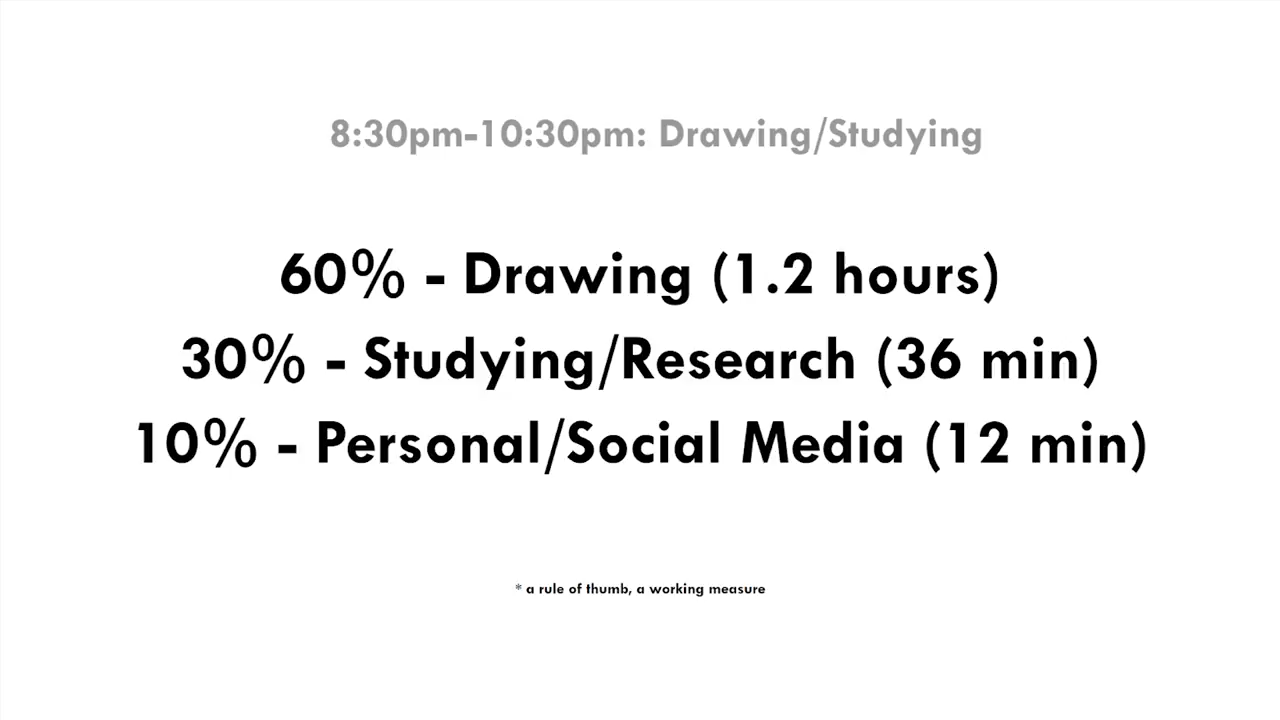 8:30pm-10:30pm: Drawing/Studying
60% - Drawing (1.2 hours)
30% - Studying/Research (36 min)
10% - Personal/Social Media (12 min)
* a rule of thumb, a working measure